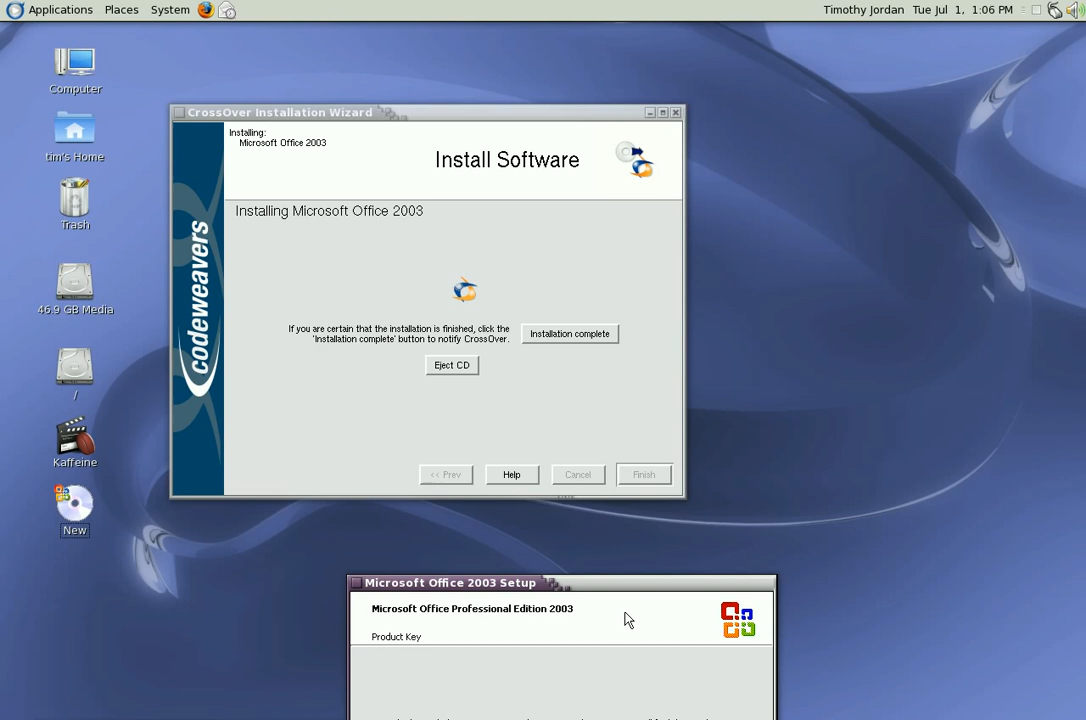 Applications Places System Timothy Jordan Tue Jul 1, 1:06 PM
Computer
tim's Home
Trash
46.9 GB Media
/
Kaffeine
New
CrossOver Installation Wizard
codeweavers
Installing:
Microsoft Office 2003
Install Software
Installing Microsoft Office 2003
If you are certain that the installation is finished, click the
'Installation complete' button to notify CrossOver.
Installation complete
Eject CD
<< Prev Help Cancel Finish
Microsoft Office 2003 Setup
Microsoft Office Professional Edition 2003
Product Key